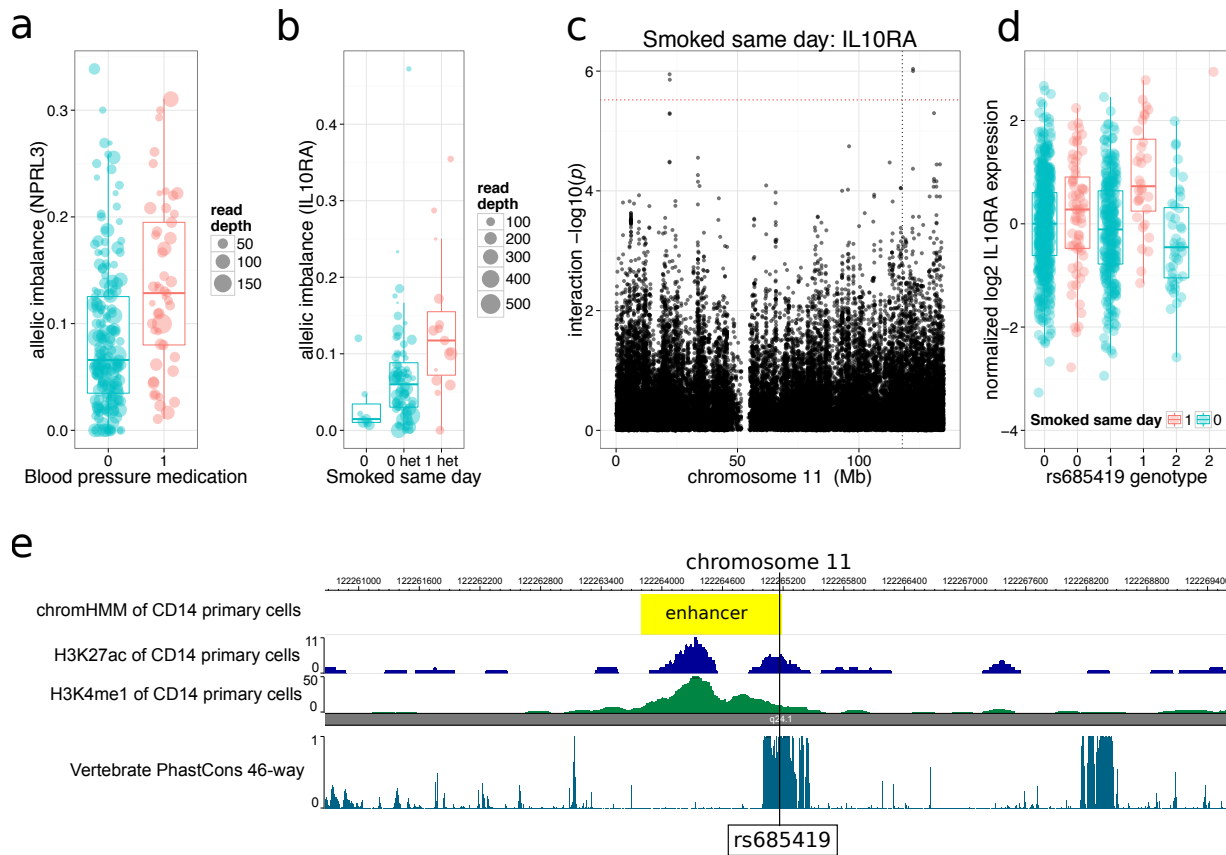 a
allelic imbalance (NPRL3)
0.3
0.2
0.1
0.0
0 1
Blood pressure medication
read
depth
50
100
150
b
allelic imbalance (IL10RA)
0.4
0.3
0.2
0.1
0.0
0 0 het 1 het
Smoked same day
read
depth
100
200
300
400
500
c
Smoked same day: IL10RA
interaction −log10(p)
6
4
2
0
0 50 100
chromosome 11 (Mb)
d
normalized log2 IL10RA expression
2
0
−2
−4
Smoked same day 1 0
0 0 1 1 2 2
rs685419 genotype
e
chromosome 11
122261000 122261600 122262200 122262800 122263400 122264000 122264600 122265200 122265800 122266400 122267000 122267600 122268200 122268800 122269400
chromHMM of CD14 primary cells
enhancer
H3K27ac of CD14 primary cells
11
0
H3K4me1 of CD14 primary cells
50
0
q24.1
Vertebrate PhastCons 46-way
1
0
rs685419